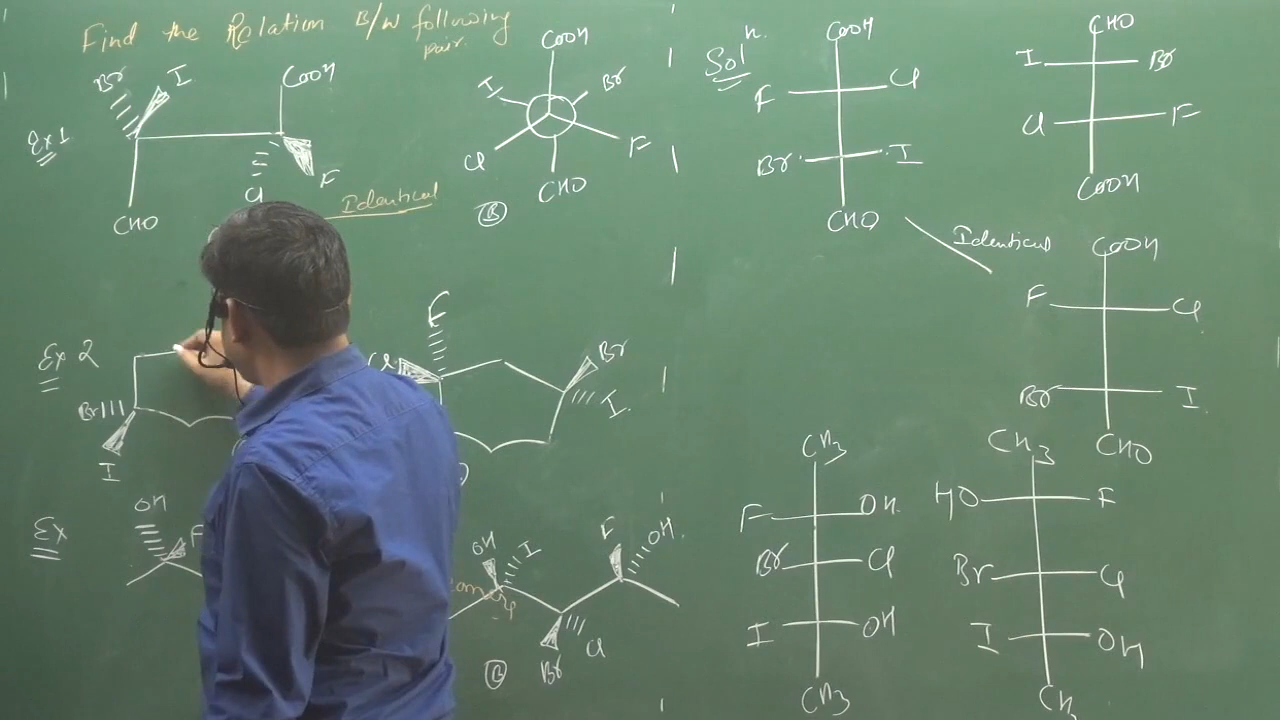 Find the Relation B/W following
pair.
Ex 1
Br I COOH
Cl F
CHO
Identical
COOH
I Br
Cl F
CHO
B
Sol n.
COOH
F Cl
Br I
CHO
CHO
I Br
Cl F
COOH
Identical
COOH
F Cl
Br I
CHO
Ex 2
Br I
F
Cl Br
I
Ex
OH
F
OH I F OH
Br Cl
B
CH3
F OH
Br Cl
I OH
CH3
CH3
HO F
Br Cl
I OH
CH3